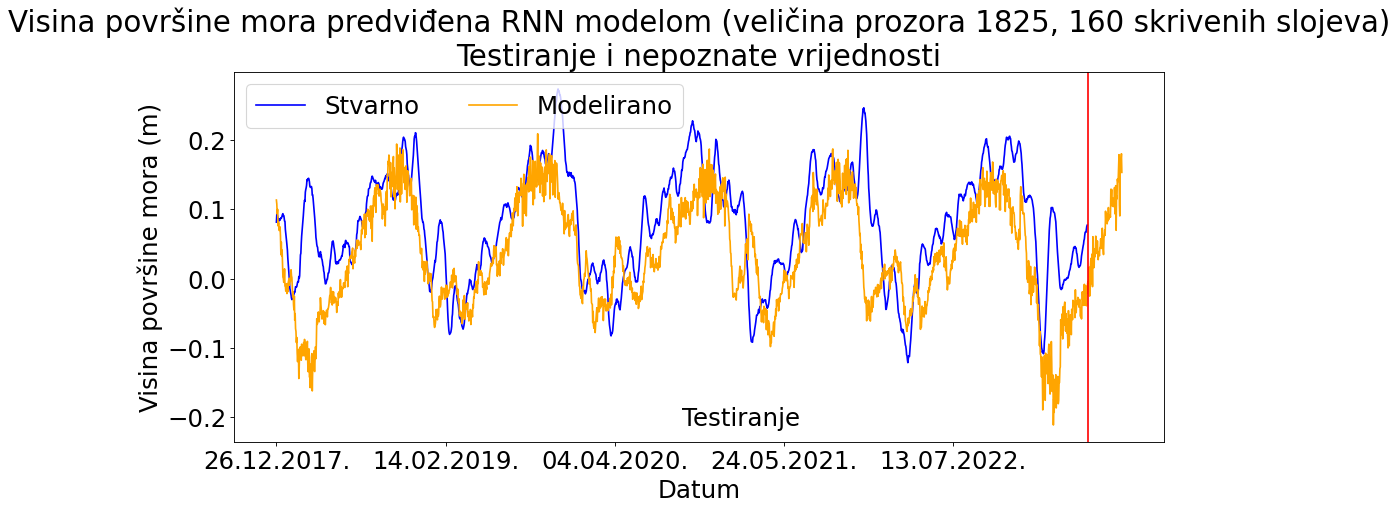 Visina površine mora predviđena RNN modelom (veličina prozora 1825, 160 skrivenih slojeva)
Testiranje i nepoznate vrijednosti
Stvarno
Modelirano
Visina površine mora (m)
0.2
0.1
0.0
−0.1
−0.2
Testiranje
26.12.2017.
14.02.2019.
04.04.2020.
24.05.2021.
13.07.2022.
Datum